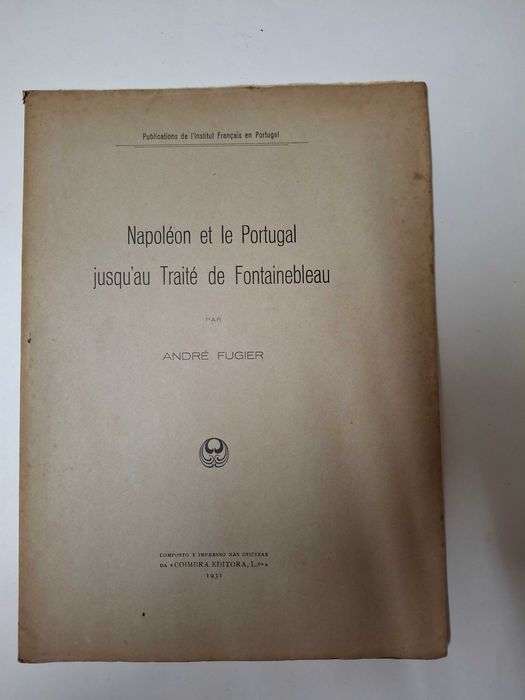 Publications de l'Institut Français en Portugal
Napoléon et le Portugal
jusqu'au Traité de Fontainebleau
PAR
ANDRÉ FUGIER
COMPOSTO E IMPRESSO NAS OFICINAS
DA «COIMBRA EDITORA, L.DA»
1931